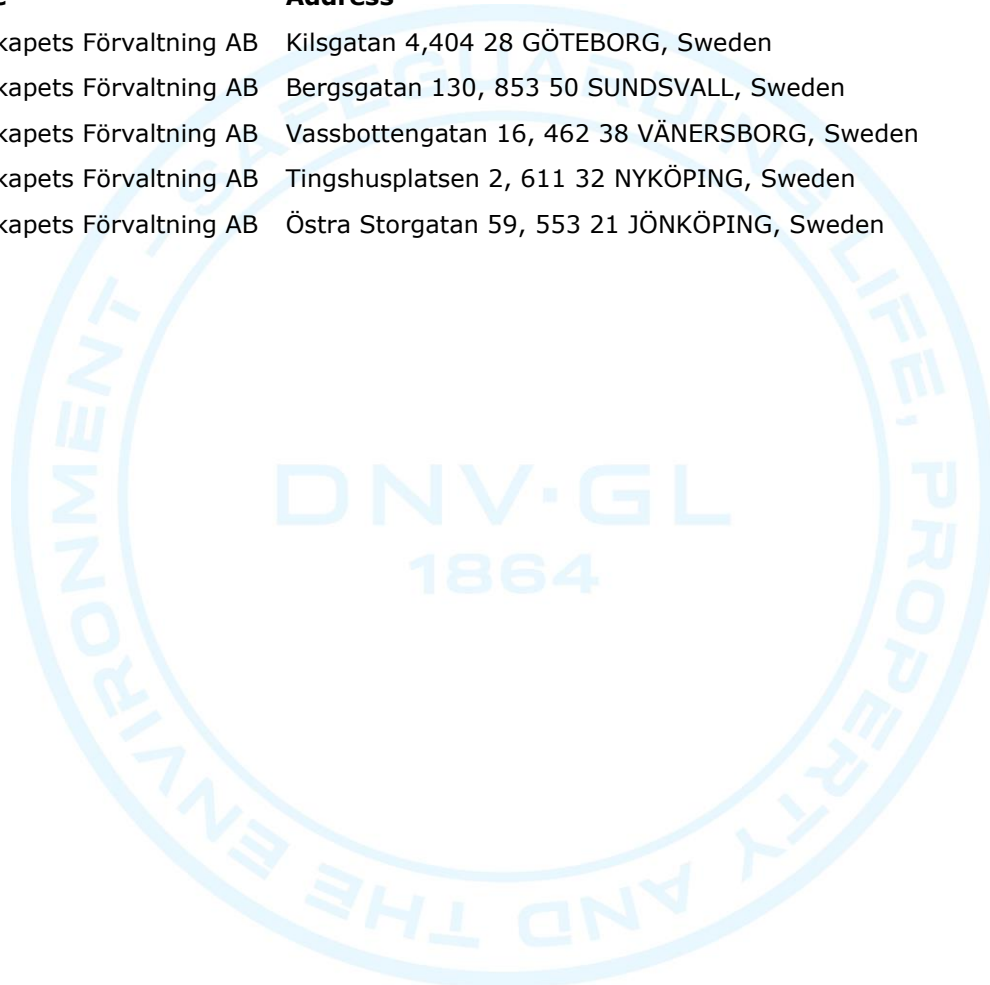 Address
kapets Förvaltning AB Kilsgatan 4,404 28 GÖTEBORG, Sweden
kapets Förvaltning AB Bergsgatan 130, 853 50 SUNDSVALL, Sweden
kapets Förvaltning AB Vassbottengatan 16, 462 38 VÄNERSBORG, Sweden
kapets Förvaltning AB Tingshusplatsen 2, 611 32 NYKÖPING, Sweden
kapets Förvaltning AB Östra Storgatan 59, 553 21 JÖNKÖPING, Sweden
SAFEGUARDING LIFE, PROPERTY AND THE ENVIRONMENT
DNV·GL
1864